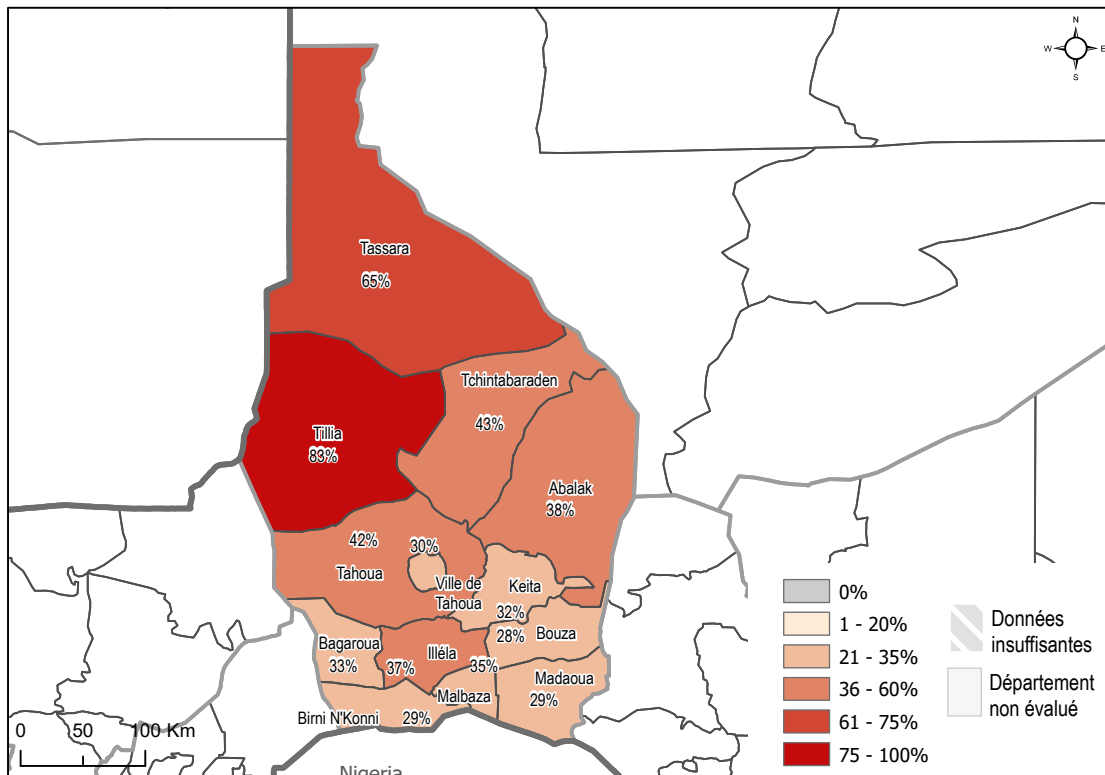 N
W E
S
Tassara
65%
Tchintabaraden
43%
Tillia
83%
Abalak
38%
42%
30%
Tahoua
Ville de
Tahoua
Keita
32%
Bagaroua
33%
Illéla
37%
35%
28%
Bouza
Madaoua
29%
Malbaza
Birni N'Konni
29%
0 50 100 Km
Nigeria
0%
1 - 20%
21 - 35%
36 - 60%
61 - 75%
75 - 100%
Données
insuffisantes
Département
non évalué